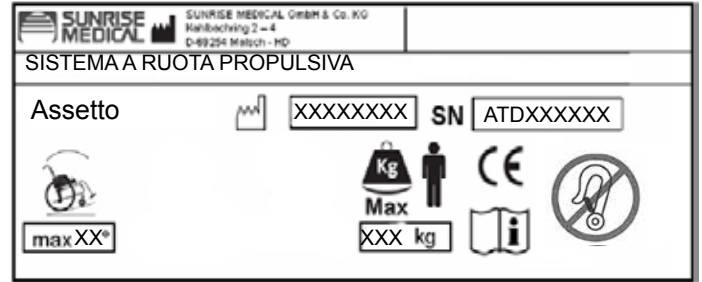 SUNRISE
MEDICAL
SUNRISE MEDICAL GmbH & Co. KG
Kahlbachring 2 – 4
D-69254 Malsch - HD
SISTEMA A RUOTA PROPULSIVA
Assetto
XXXXXXXX SN ATDXXXXXX
Kg
Max
CE
max XX°
XXX kg
i